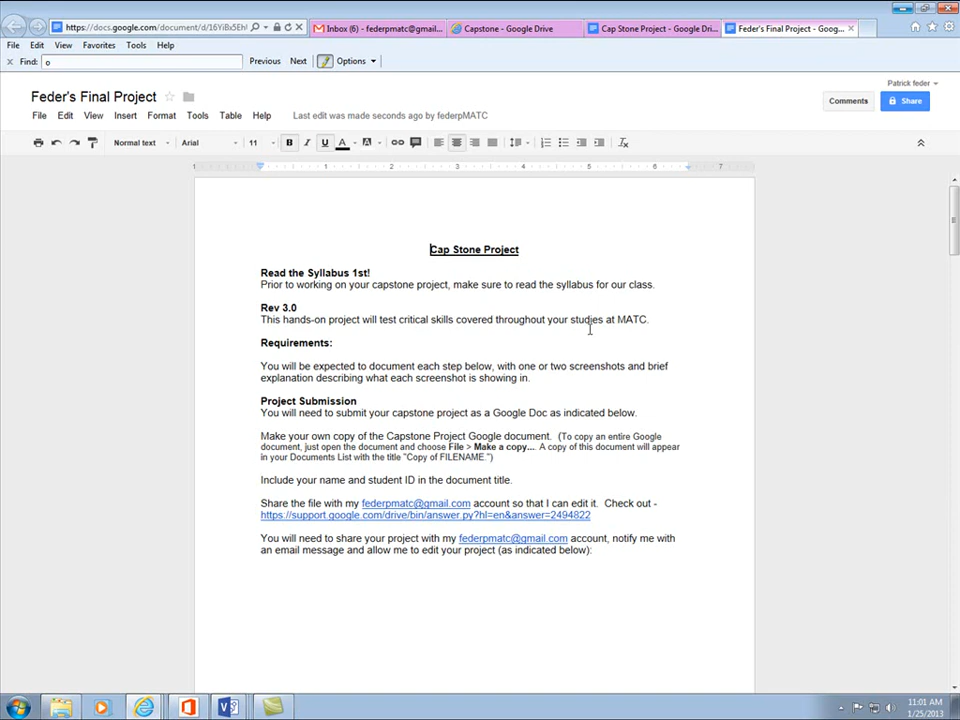 https://docs.google.com/document/d/16YiBx5EH
Inbox (6) - federpmatc@gmail...
Capstone - Google Drive
Cap Stone Project - Google Dri...
Feder's Final Project - Goog...
File Edit View Favorites Tools Help
Find: o Previous Next Options
Feder's Final Project
Patrick feder
Comments Share
File Edit View Insert Format Tools Table Help Last edit was made seconds ago by federpMATC
Normal text Arial 11 B I U A A
1 1 2 3 4 5 6 7
Cap Stone Project
Read the Syllabus 1st!
Prior to working on your capstone project, make sure to read the syllabus for our class.
Rev 3.0
This hands-on project will test critical skills covered throughout your studies at MATC.
Requirements:
You will be expected to document each step below, with one or two screenshots and brief
explanation describing what each screenshot is showing in.
Project Submission
You will need to submit your capstone project as a Google Doc as indicated below.
Make your own copy of the Capstone Project Google document. (To copy an entire Google
document, just open the document and choose File > Make a copy.... A copy of this document will appear
in your Documents List with the title "Copy of FILENAME.")
Include your name and student ID in the document title.
Share the file with my federpmatc@gmail.com account so that I can edit it. Check out -
https://support.google.com/drive/bin/answer.py?hl=en&answer=2494822
You will need to share your project with my federpmatc@gmail.com account, notify me with
an email message and allow me to edit your project (as indicated below):
11:01 AM
1/25/2013